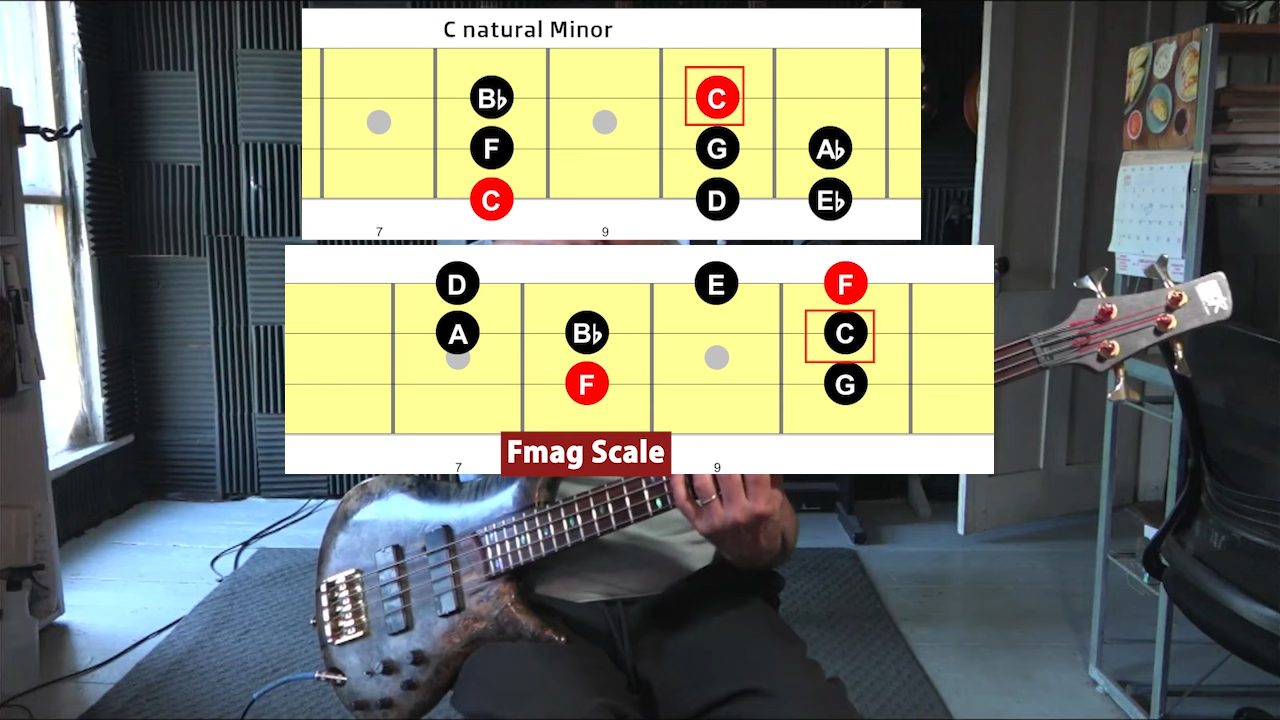 C natural Minor
B♭ C
F G A♭
C D E♭
7 9
D E F
A B♭ C
F G
Fmag Scale
7 9